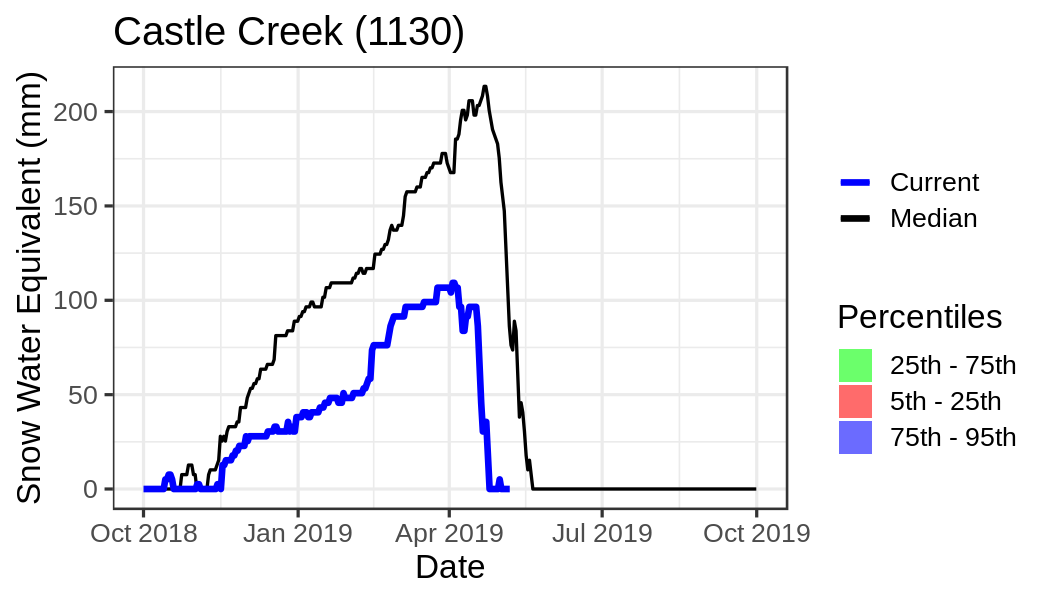 Castle Creek (1130)
Snow Water Equivalent (mm)
200
150
100
50
0
Oct 2018 Jan 2019 Apr 2019 Jul 2019 Oct 2019
Date
Current
Median
Percentiles
25th - 75th
5th - 25th
75th - 95th